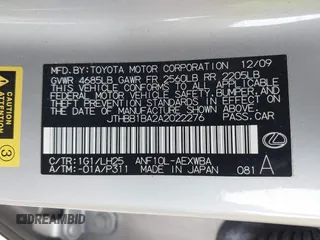 MFD. BY: TOYOTA MOTOR CORPORATION 12/09
GVWR 4685LB GAWR FR 2560LB RR 2205LB
THIS VEHICLE CONFORMS TO ALL APPLICABLE
FEDERAL MOTOR VEHICLE SAFETY, BUMPER, AND
THEFT PREVENTION STANDARDS IN EFFECT ON THE
DATE OF MANUFACTURE SHOWN ABOVE.
JTHBB1BA2A2022276 PASS. CAR
C/TR:1G1/LH25 ANF10L-AEXWBA
A/TM:-01A/P311 MADE IN JAPAN 081 A
3
© DREAMBID